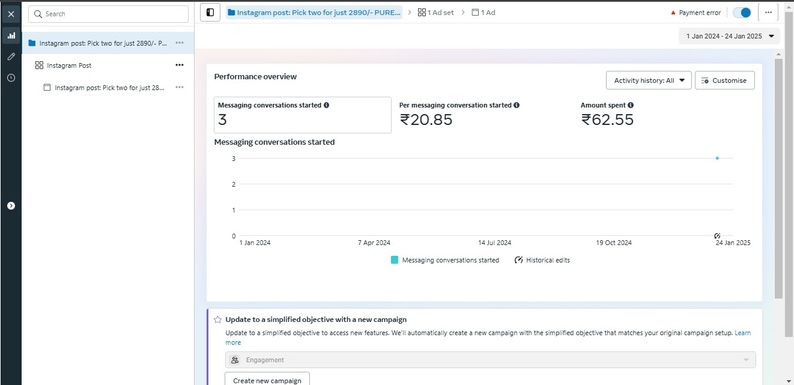 Search
Instagram post: Pick two for just 2890/- P...
Instagram Post
Instagram post: Pick two for just 28...
Instagram post: Pick two for just 2890/- PURE...
1 Ad set
1 Ad
Payment error
1 Jan 2024 - 24 Jan 2025
Performance overview
Activity history: All
Customise
Messaging conversations started
3
Per messaging conversation started
₹20.85
Amount spent
₹62.55
Messaging conversations started
3
2
1
0
1 Jan 2024
7 Apr 2024
14 Jul 2024
19 Oct 2024
24 Jan 2025
Messaging conversations started
Historical edits
Update to a simplified objective with a new campaign
Update to a simplified objective to access new features. We'll automatically create a new campaign with the simplified objective that matches your original campaign setup. Learn
more
Engagement
Create new campaign